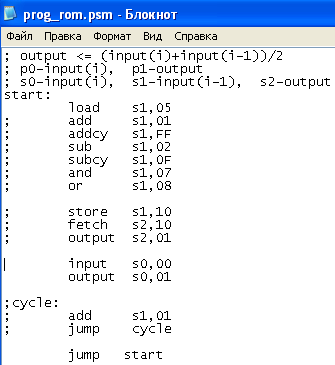 prog_rom.psm - Блокнот
Файл Правка Формат Вид Справка
; output <= (input(i)+input(i-1))/2
; p0-input(i), p1-output
; s0-input(i), s1-input(i-1), s2-output
start:
load s1,05
; add s1,01
; addcy s1,FF
; sub s1,02
; subcy s1,0F
; and s1,07
; or s1,08
; store s1,10
; fetch s2,10
; output s2,01
input s0,00
output s0,01
;cycle:
; add s1,01
; jump cycle
jump start